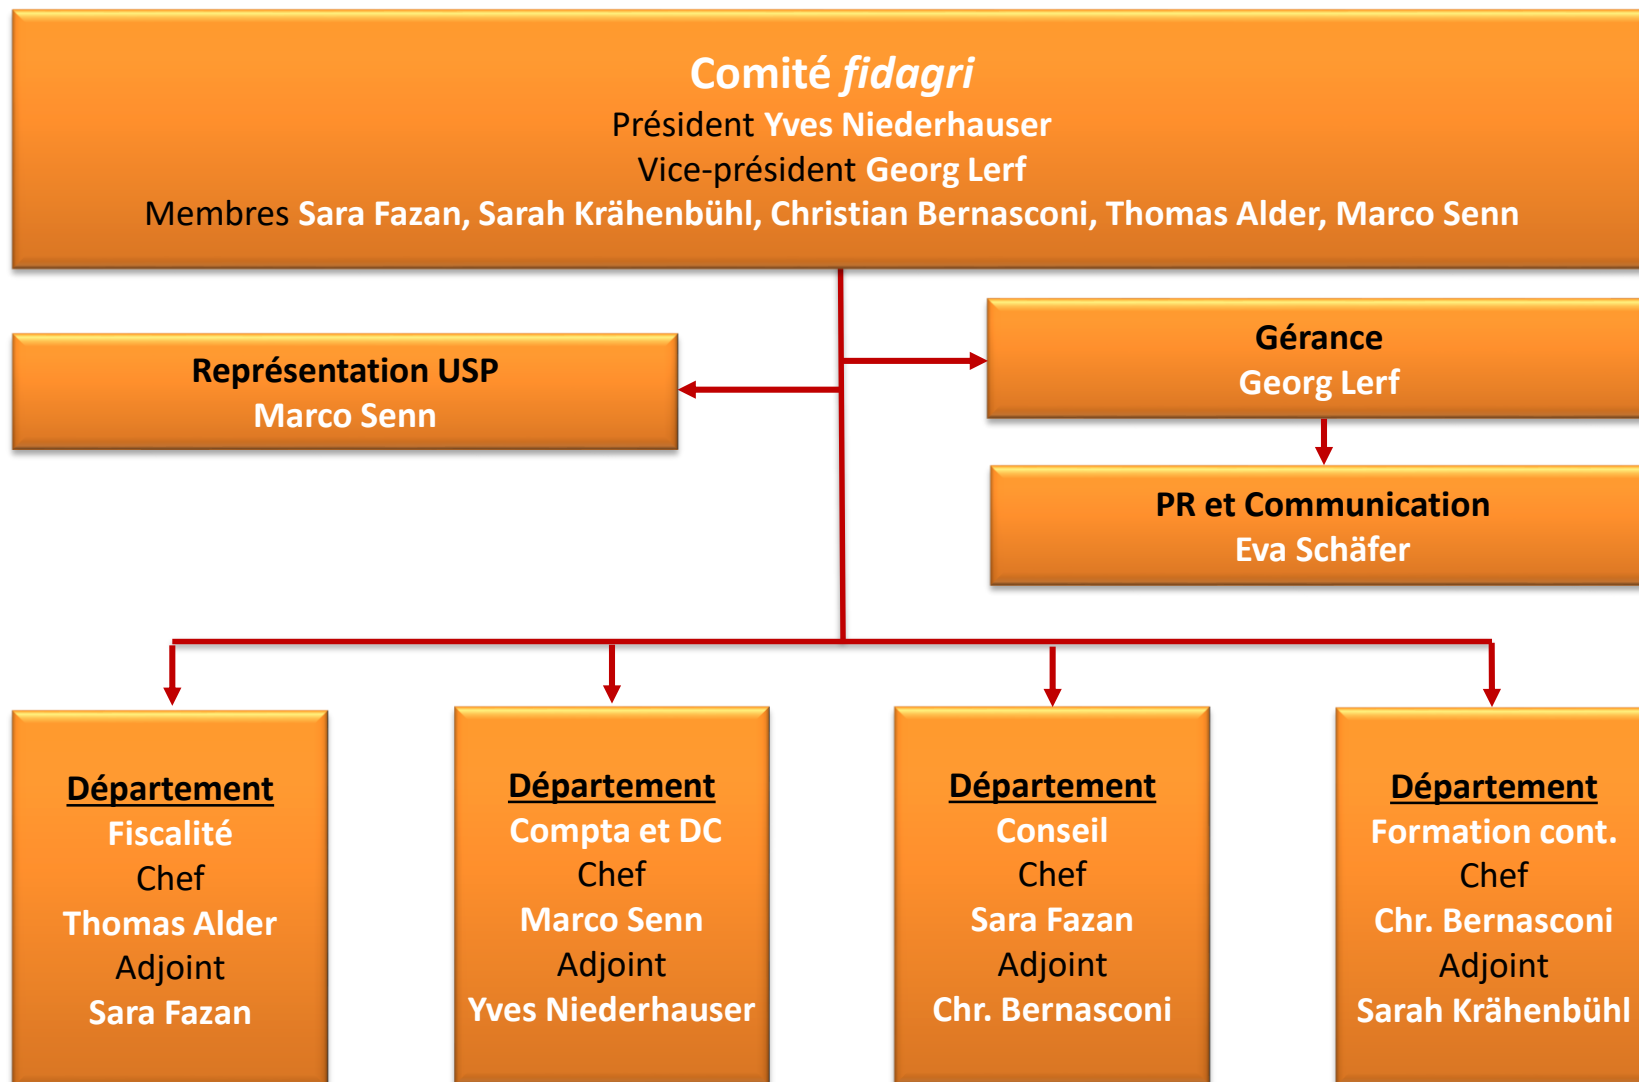 Comité fidagri
Président Yves Niederhauser
Vice-président Georg Lerf
Membres Sara Fazan, Sarah Krähenbühl, Christian Bernasconi, Thomas Alder, Marco Senn
Représentation USP
Marco Senn
Gérance
Georg Lerf
PR et Communication
Eva Schäfer
Département
Fiscalité
Chef
Thomas Alder
Adjoint
Sara Fazan
Département
Compta et DC
Chef
Marco Senn
Adjoint
Yves Niederhauser
Département
Conseil
Chef
Sara Fazan
Adjoint
Chr. Bernasconi
Département
Formation cont.
Chef
Chr. Bernasconi
Adjoint
Sarah Krähenbühl